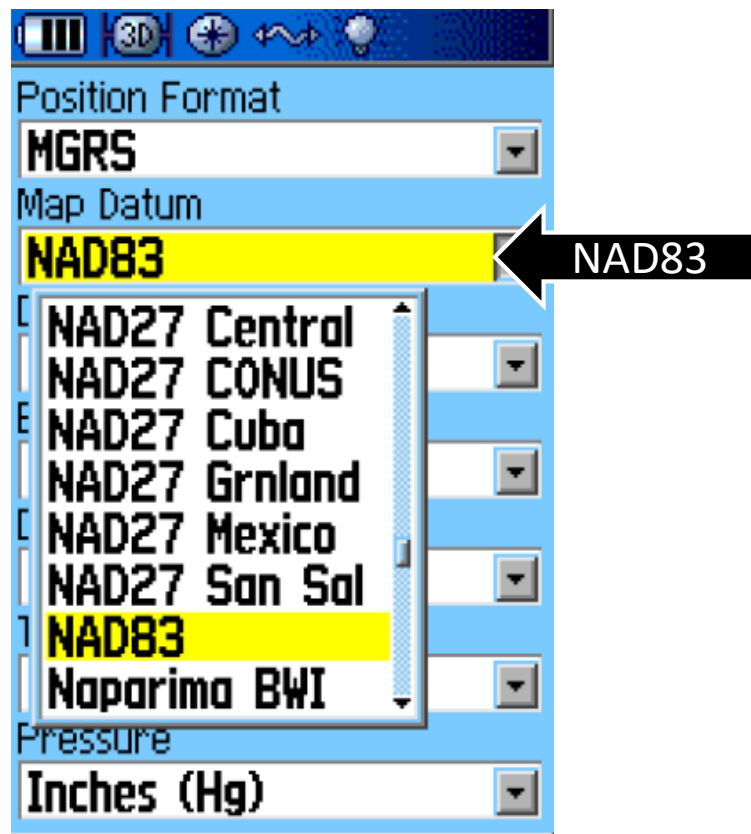 3D
Position Format
MGRS
Map Datum
NAD83
NAD83
NAD27 Central
NAD27 CONUS
NAD27 Cuba
NAD27 Grnland
NAD27 Mexico
NAD27 San Sal
NAD83
Naparima BWI
Pressure
Inches (Hg)